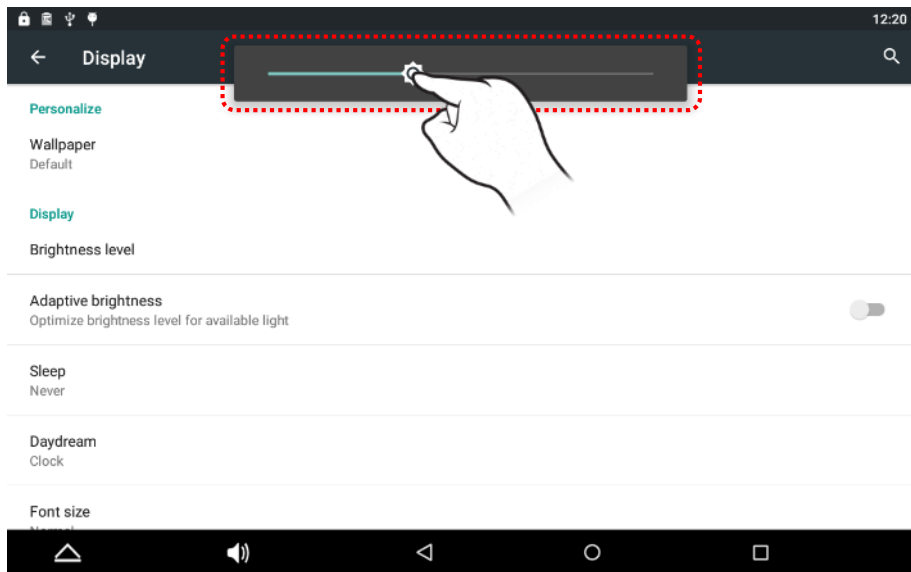 12:20
Display
Personalize
Wallpaper
Default
Display
Brightness level
Adaptive brightness
Optimize brightness level for available light
Sleep
Never
Daydream
Clock
Font size